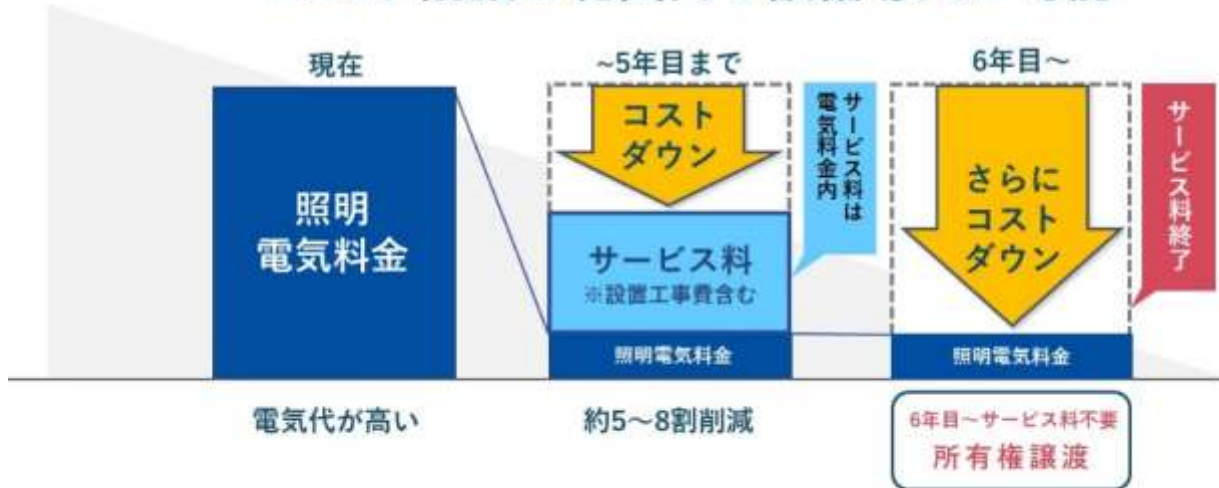 現在
照明
電気料金
電気代が高い
~5年目まで
コスト
ダウン
サービス料は
電気料金内
サービス料
※設置工事費含む
照明電気料金
約5～8割削減
6年目～
さらに
コスト
ダウン
サービス料終了
照明電気料金
6年目～サービス料不要
所有権譲渡